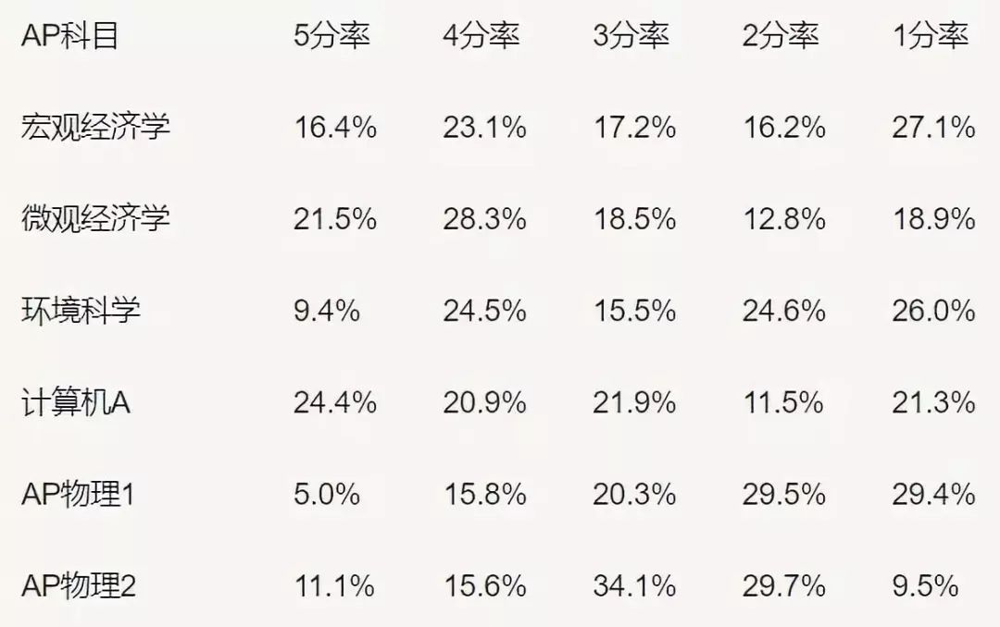 AP科目 5分率 4分率 3分率 2分率 1分率
宏观经济学 16.4% 23.1% 17.2% 16.2% 27.1%
微观经济学 21.5% 28.3% 18.5% 12.8% 18.9%
环境科学 9.4% 24.5% 15.5% 24.6% 26.0%
计算机A 24.4% 20.9% 21.9% 11.5% 21.3%
AP物理1 5.0% 15.8% 20.3% 29.5% 29.4%
AP物理2 11.1% 15.6% 34.1% 29.7% 9.5%